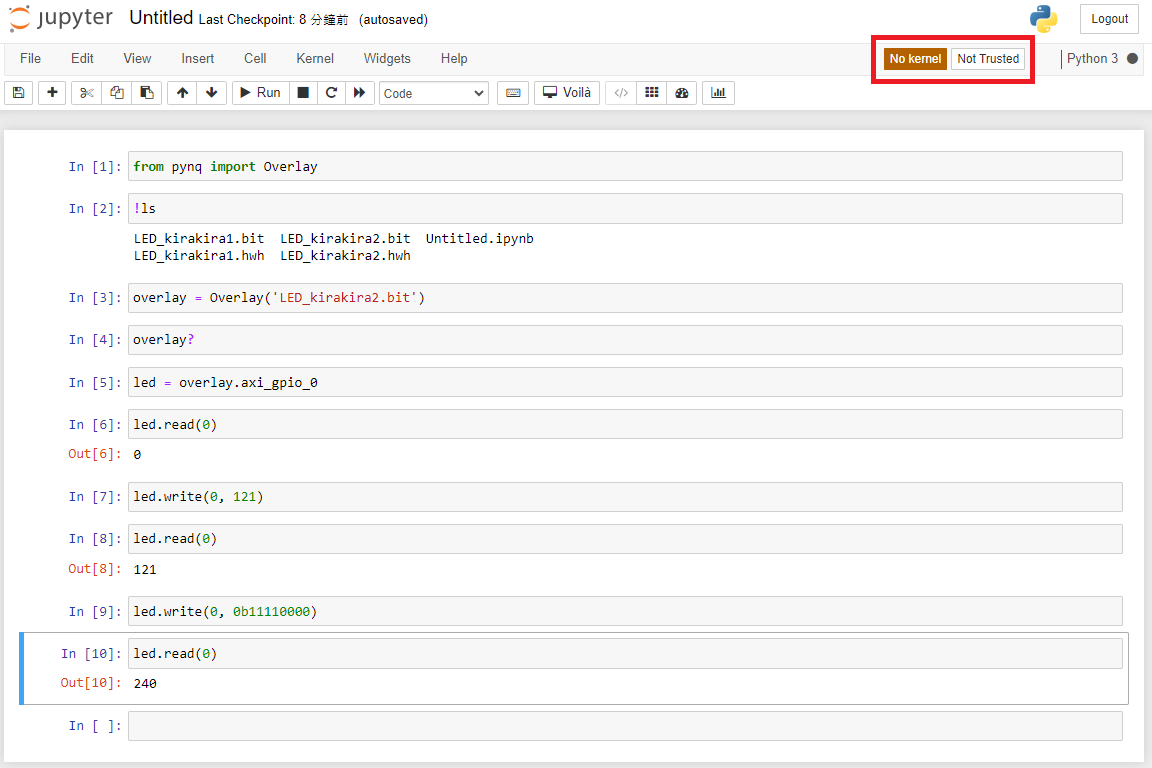 jupyter Untitled Last Checkpoint: 8 分鐘前 (autosaved) Logout
File Edit View Insert Cell Kernel Widgets Help No kernel Not Trusted Python 3
Run Code Voilà
In [1]: from pynq import Overlay
In [2]: !ls
LED_kirakira1.bit LED_kirakira2.bit Untitled.ipynb
LED_kirakira1.hwh LED_kirakira2.hwh
In [3]: overlay = Overlay('LED_kirakira2.bit')
In [4]: overlay?
In [5]: led = overlay.axi_gpio_0
In [6]: led.read(0)
Out[6]: 0
In [7]: led.write(0, 121)
In [8]: led.read(0)
Out[8]: 121
In [9]: led.write(0, 0b11110000)
In [10]: led.read(0)
Out[10]: 240
In [ ]: